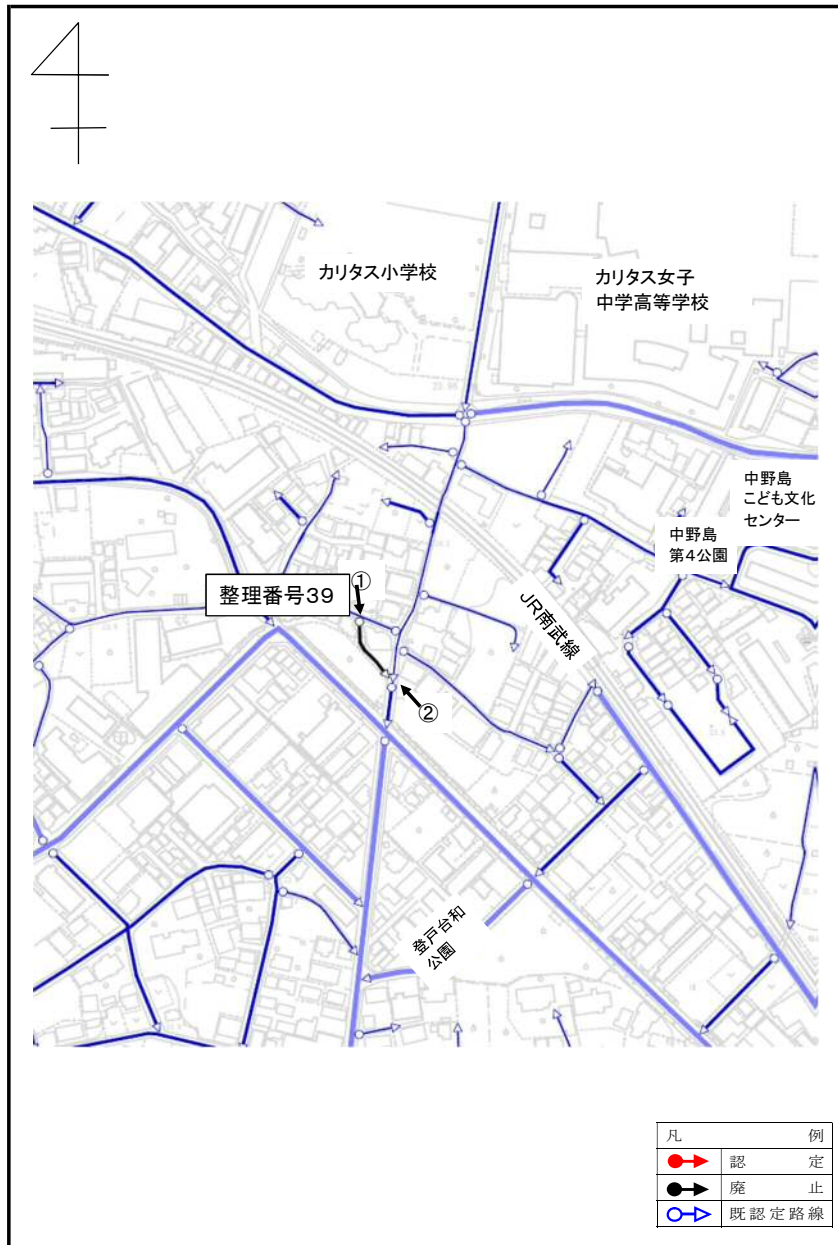 カリタス小学校
カリタス女子
中学高等学校
中野島
こども文化
センター
中野島
第4公園
JR南武線
①
整理番号39
②
登戸台和
公園
凡　例
認　定
廃　止
既認定路線